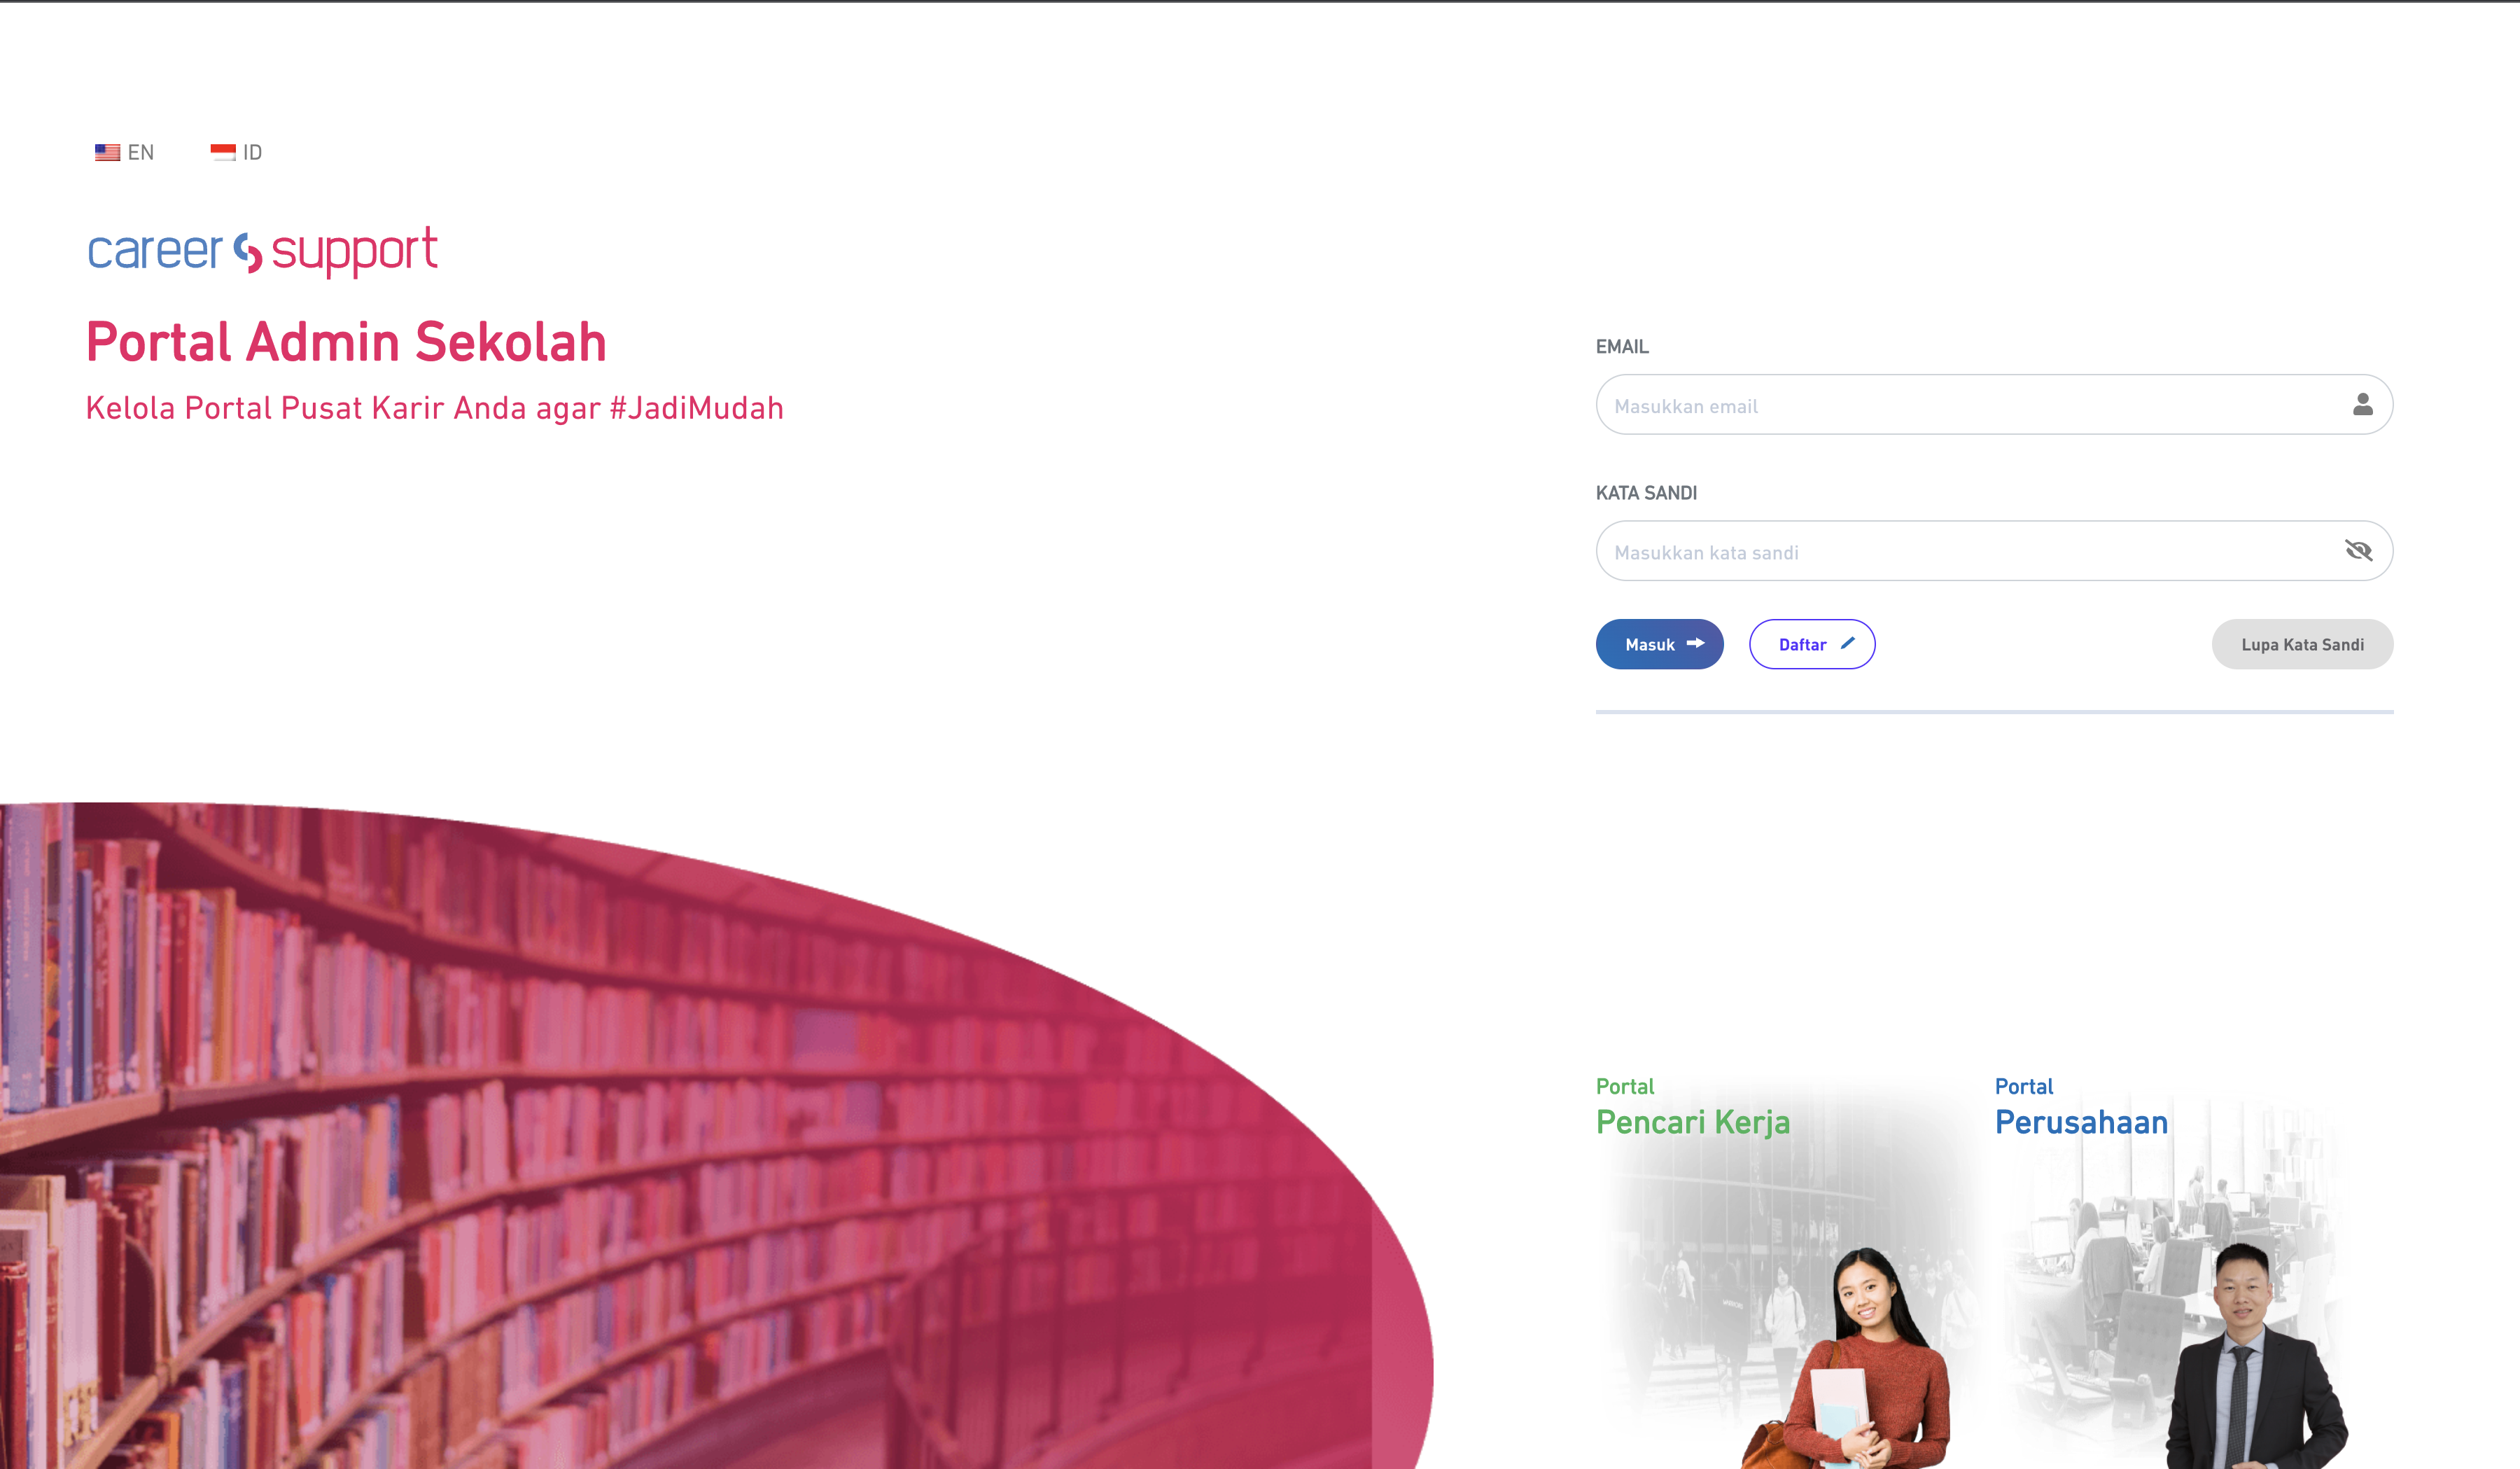 EN
ID
career support
Portal Admin Sekolah
Kelola Portal Pusat Karir Anda agar #JadiMudah
EMAIL
Masukkan email
KATA SANDI
Masukkan kata sandi
Masuk
Daftar
Lupa Kata Sandi
Portal
Pencari Kerja
Portal
Perusahaan